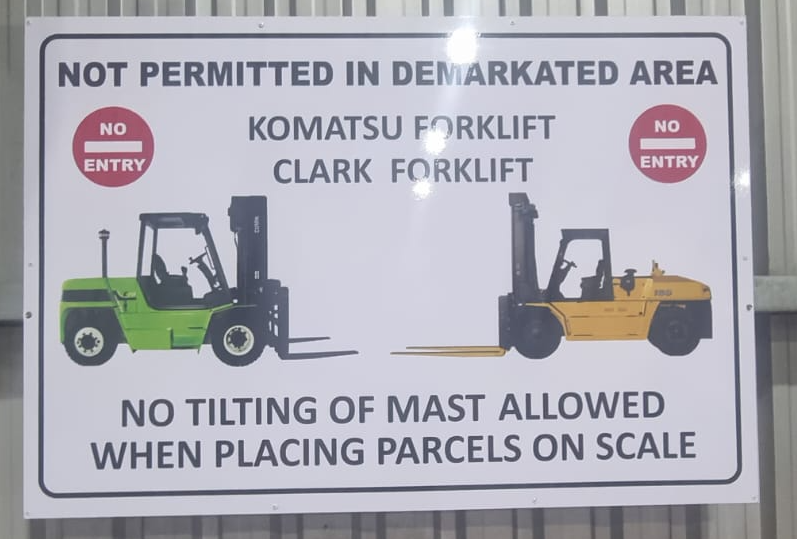 NOT PERMITTED IN DEMARKATED AREA
NO ENTRY
KOMATSU FORKLIFT
NO ENTRY
CLARK FORKLIFT
NO TILTING OF MAST ALLOWED
WHEN PLACING PARCELS ON SCALE